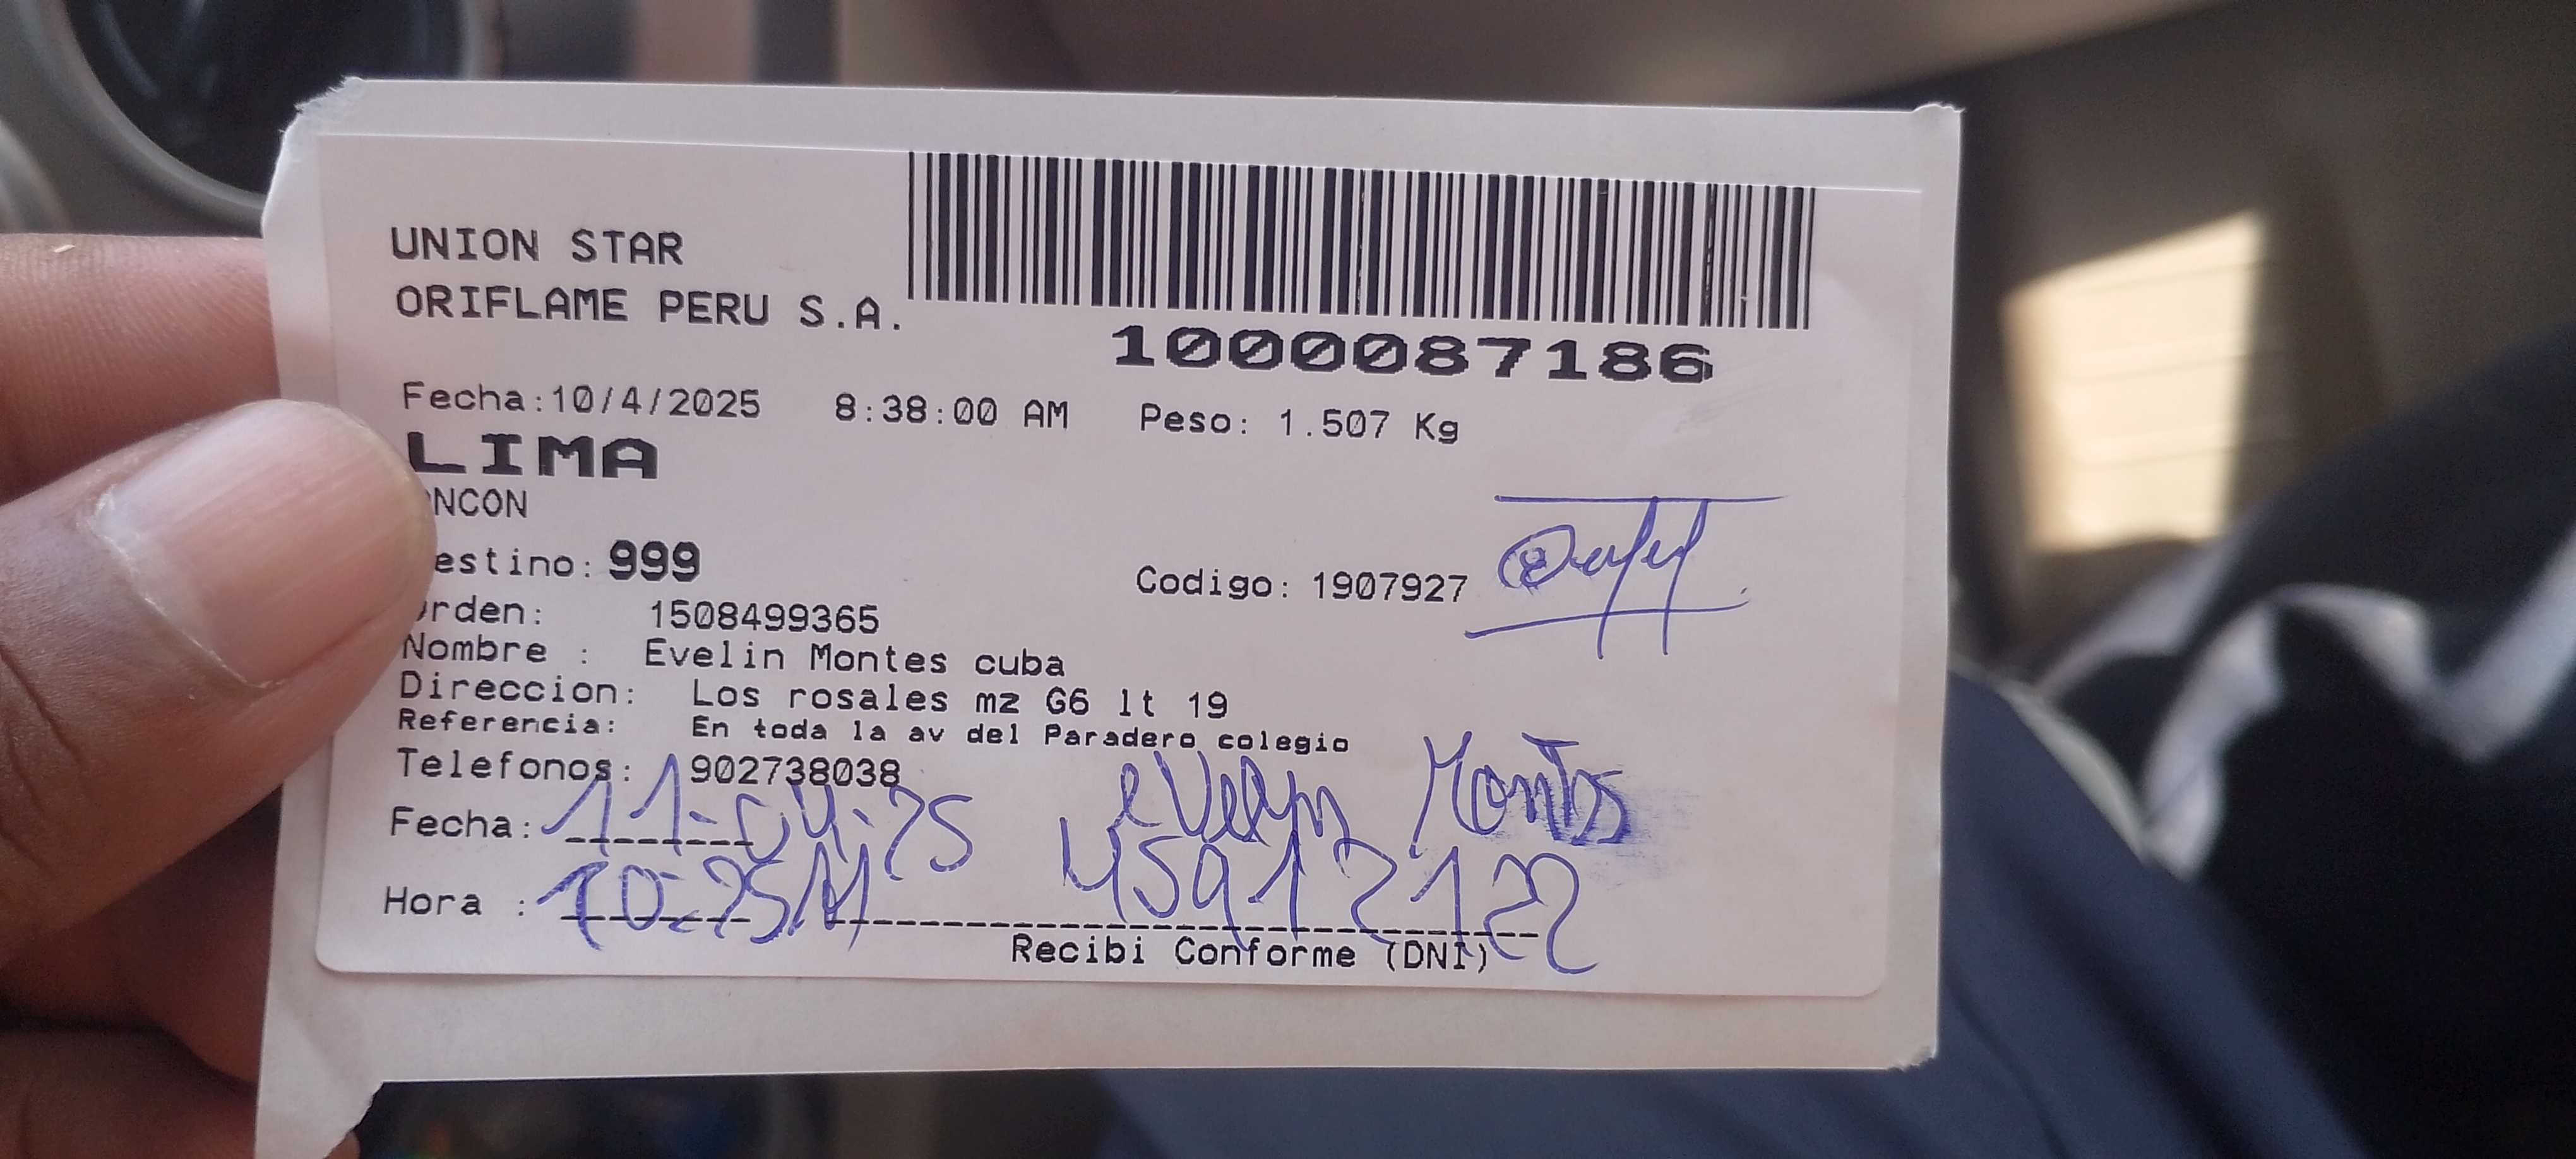 UNION STAR
ORIFLAME PERU S.A.
1000087186
Fecha:10/4/2025 8:38:00 AM Peso: 1.507 Kg
LIMA
NCON
estino: 999
Codigo: 1907927
rden: 1508499365
Nombre : Evelin Montes cuba
Direccion: Los rosales mz G6 lt 19
Referencia: En toda la av del Paradero colegio
Telefonos: 902738038
Evelyn Montes
Fecha: 11-04-25
45912122
Hora : 10:25
Recibi Conforme (DNI)